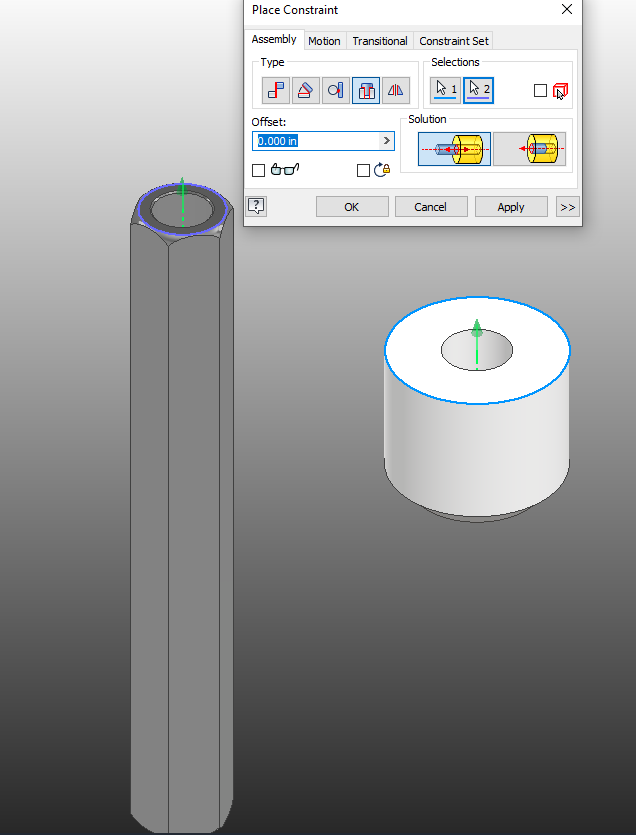 Place Constraint
Assembly Motion Transitional Constraint Set
Type
Selections
1 2
Offset:
0.000 in >
Solution
?
OK Cancel Apply >>